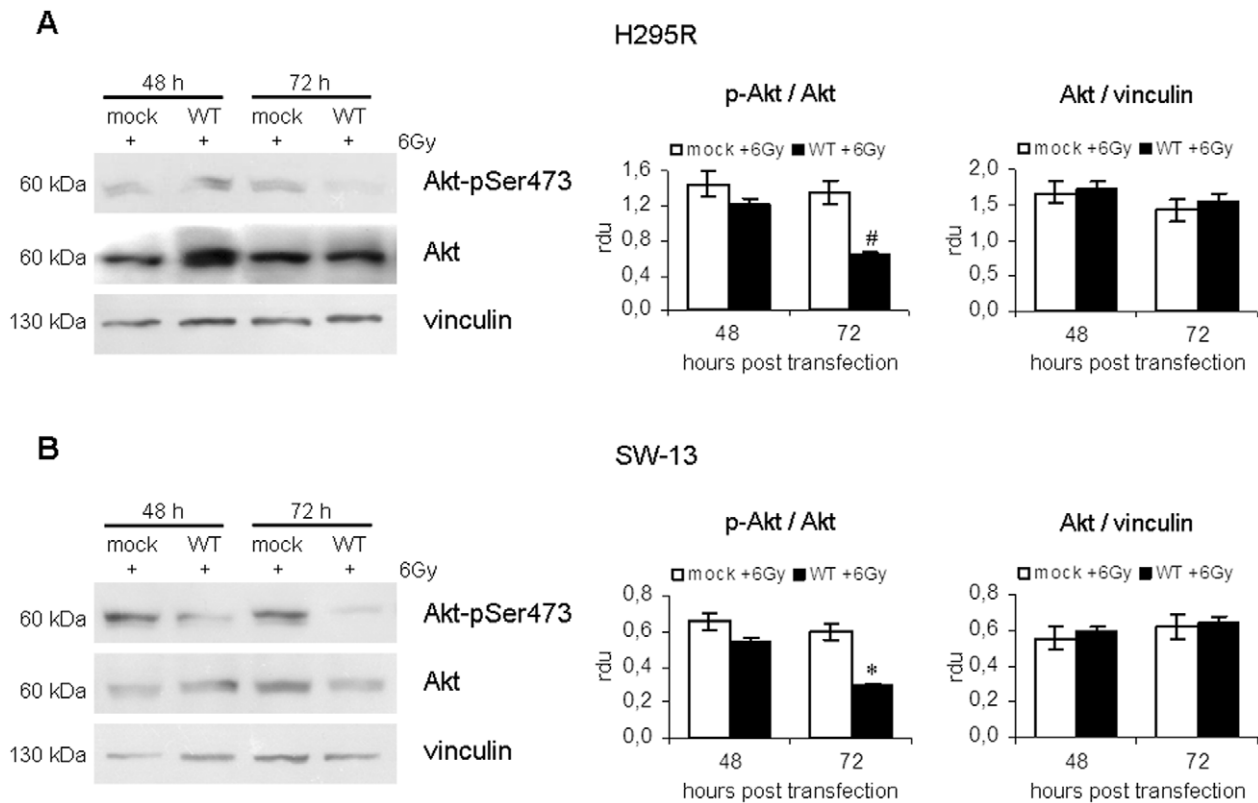 A
H295R
48 h 72 h
mock WT mock WT
+ + + + 6Gy
60 kDa Akt-pSer473
60 kDa Akt
130 kDa vinculin
p-Akt / Akt
mock +6Gy WT +6Gy
rdu
1,6
1,2
0,8
0,4
0,0
#
48 72
hours post transfection
Akt / vinculin
mock +6Gy WT +6Gy
rdu
2,0
1,5
1,0
0,5
0,0
48 72
hours post transfection
B
SW-13
48 h 72 h
mock WT mock WT
+ + + + 6Gy
60 kDa Akt-pSer473
60 kDa Akt
130 kDa vinculin
p-Akt / Akt
mock +6Gy WT +6Gy
rdu
0,8
0,6
0,4
0,2
0,0
*
48 72
hours post transfection
Akt / vinculin
mock +6Gy WT +6Gy
rdu
0,8
0,6
0,4
0,2
0,0
48 72
hours post transfection